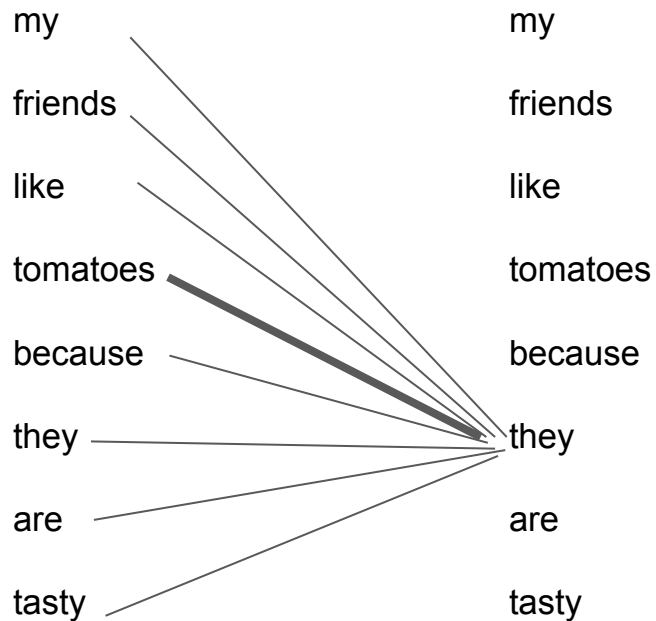 my my
friends friends
like like
tomatoes tomatoes
because because
they they
are are
tasty tasty